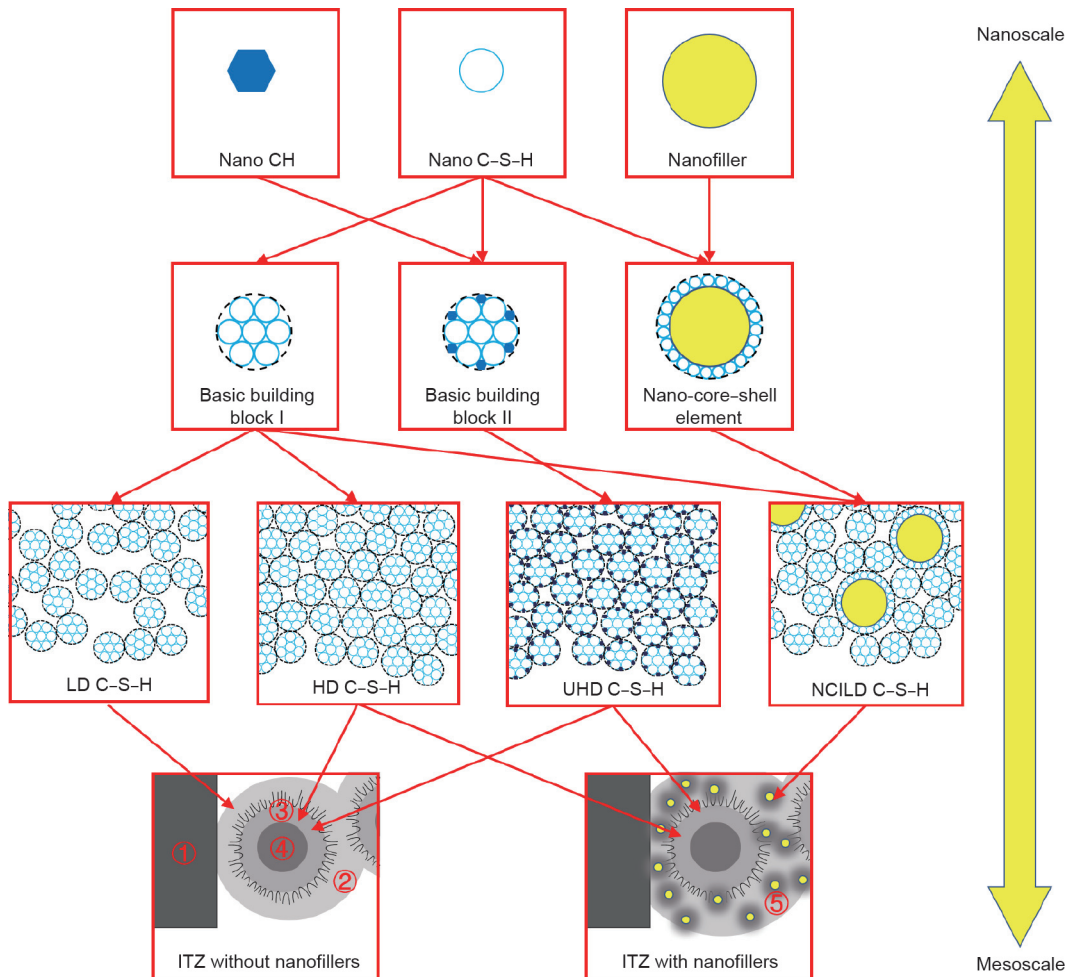 Nanoscale
Nano CH
Nano C–S–H
Nanofiller
Basic building
block I
Basic building
block II
Nano-core–shell
element
LD C–S–H
HD C–S–H
UHD C–S–H
NCILD C–S–H
③
①
④
②
⑤
ITZ without nanofillers
ITZ with nanofillers
Mesoscale